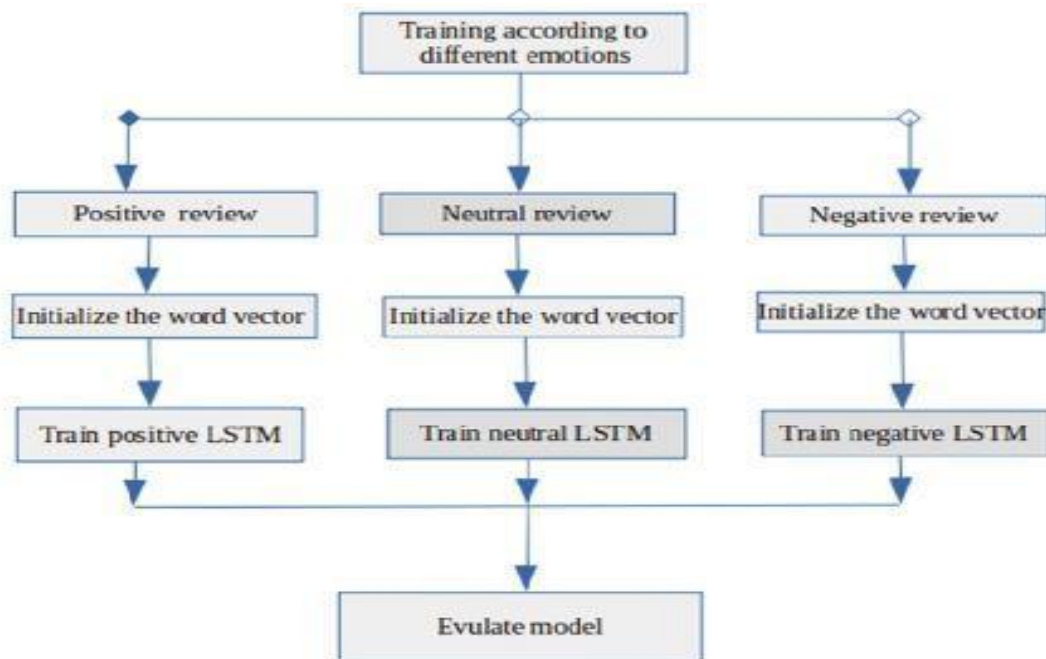 Training according to
different emotions
Positive review
Neutral review
Negative review
Initialize the word vector
Initialize the word vector
Initialize the word vector
Train positive LSTM
Train neutral LSTM
Train negative LSTM
Evulate model